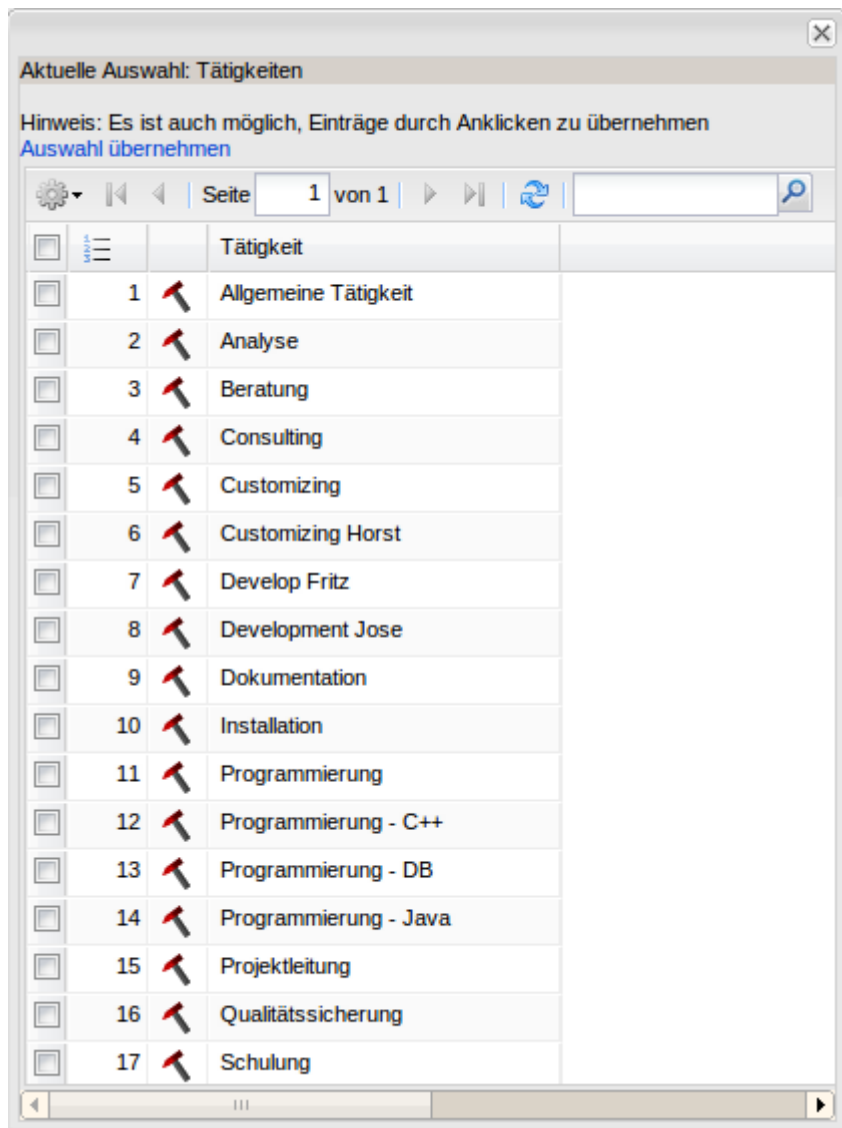 Aktuelle Auswahl: Tätigkeiten
Hinweis: Es ist auch möglich, Einträge durch Anklicken zu übernehmen
Auswahl übernehmen
Seite 1 von 1
1 2 3 Tätigkeit
1 Allgemeine Tätigkeit
2 Analyse
3 Beratung
4 Consulting
5 Customizing
6 Customizing Horst
7 Develop Fritz
8 Development Jose
9 Dokumentation
10 Installation
11 Programmierung
12 Programmierung - C++
13 Programmierung - DB
14 Programmierung - Java
15 Projektleitung
16 Qualitätssicherung
17 Schulung